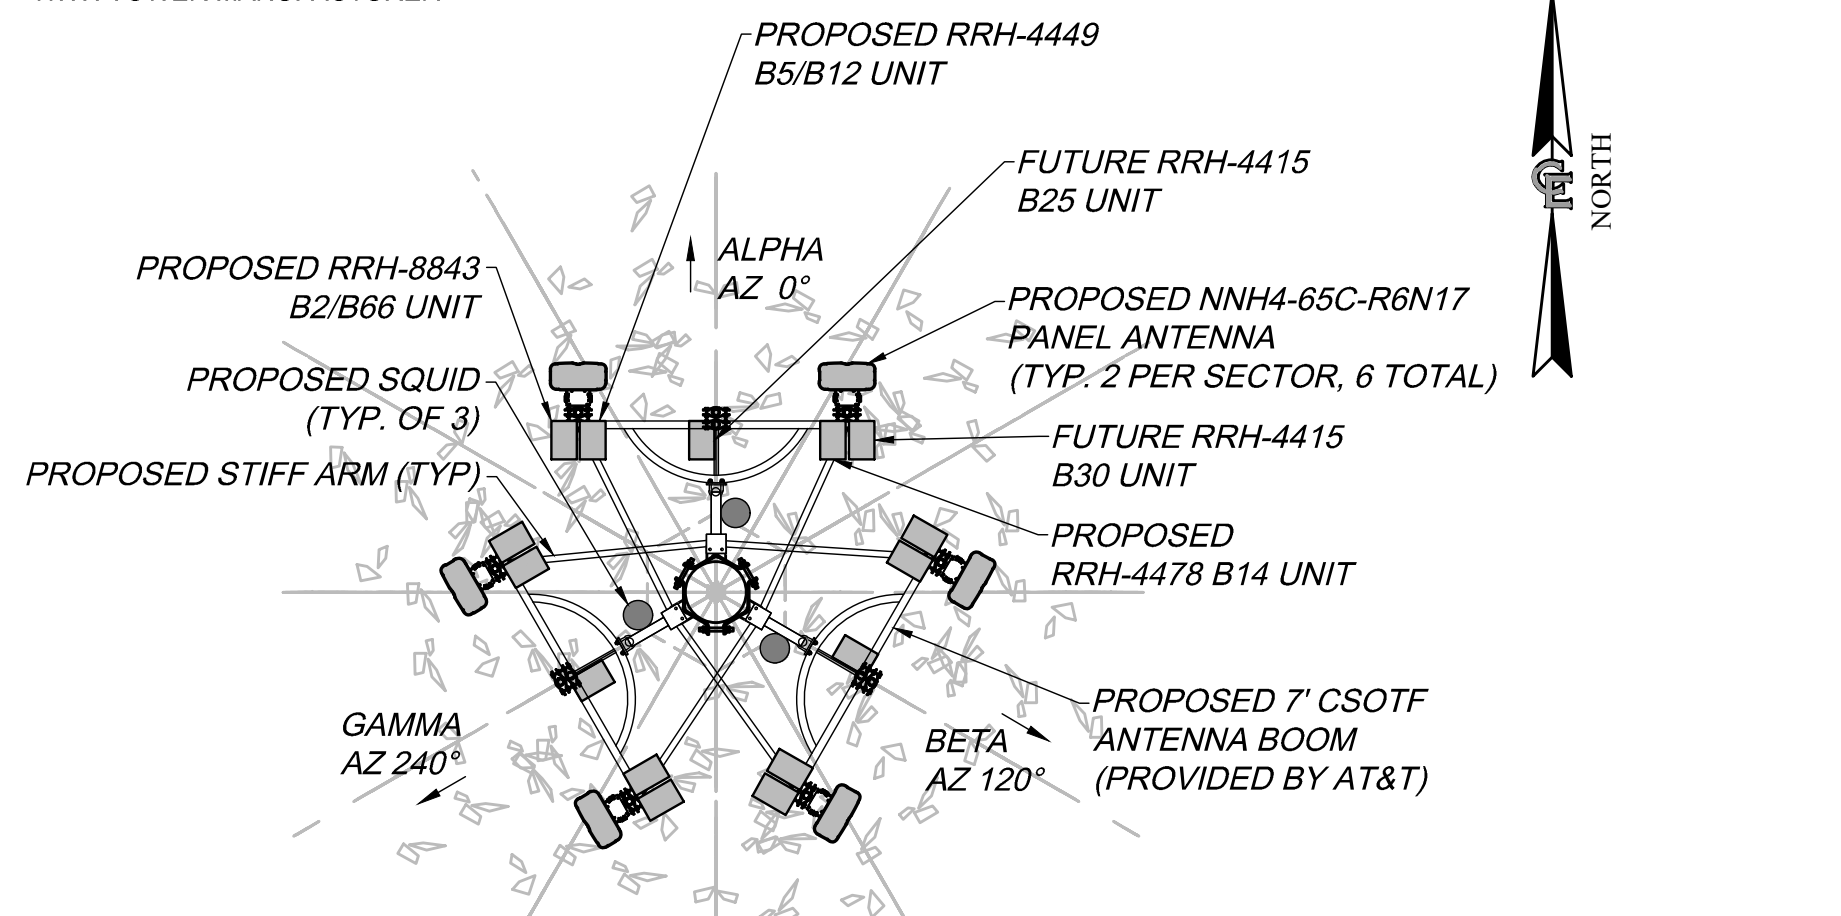 PROPOSED RRH-4449
B5/B12 UNIT
FUTURE RRH-4415
B25 UNIT
ALPHA
AZ 0°
PROPOSED RRH-8843
B2/B66 UNIT
PROPOSED NNH4-65C-R6N17
PANEL ANTENNA
(TYP. 2 PER SECTOR, 6 TOTAL)
PROPOSED SQUID
(TYP. OF 3)
FUTURE RRH-4415
B30 UNIT
PROPOSED STIFF ARM (TYP)
PROPOSED
RRH-4478 B14 UNIT
PROPOSED 7' CSOTF
ANTENNA BOOM
(PROVIDED BY AT&T)
GAMMA
AZ 240°
BETA
AZ 120°
CE
NORTH